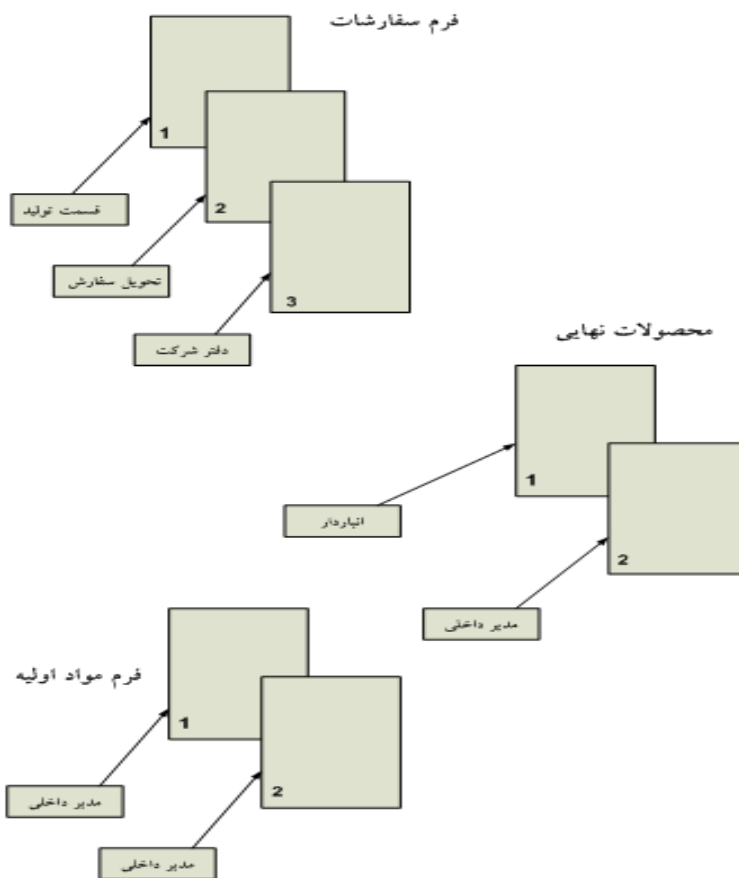 فرم سفارشات
1
قسمت تولید
2
تحویل سفارش
3
دفتر شرکت
محصولات نهایی
1
انباردار
2
مدیر داخلی
فرم مواد اولیه
1
مدیر داخلی
2
مدیر داخلی